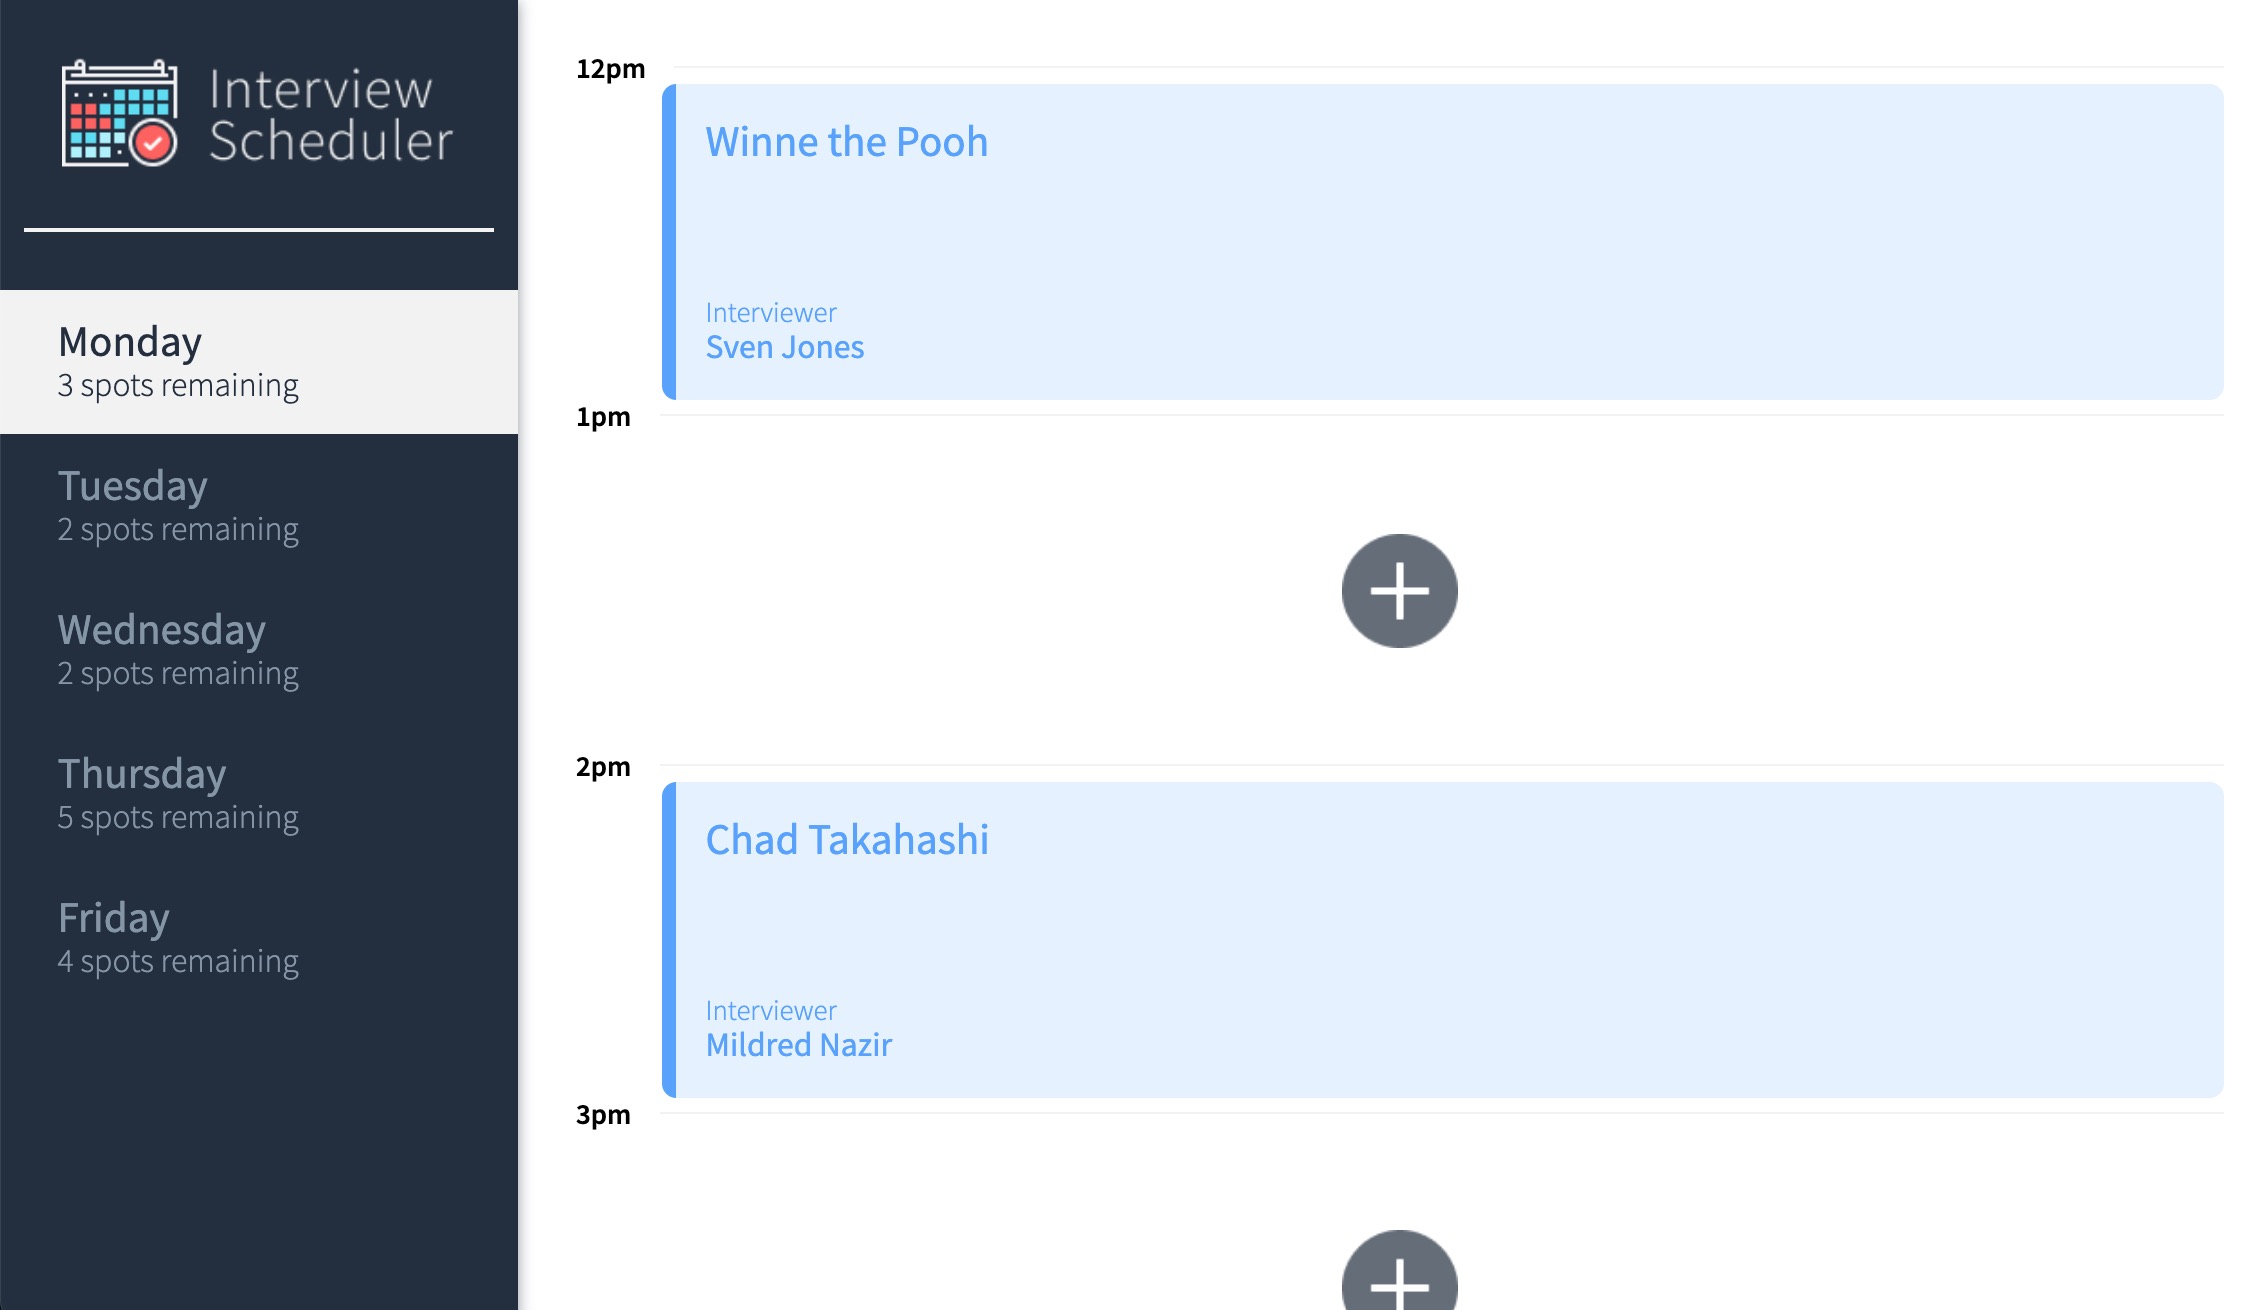 Interview
Scheduler
Monday
3 spots remaining
Tuesday
2 spots remaining
Wednesday
2 spots remaining
Thursday
5 spots remaining
Friday
4 spots remaining
12pm
Winne the Pooh
Interviewer
Sven Jones
1pm
2pm
Chad Takahashi
Interviewer
Mildred Nazir
3pm